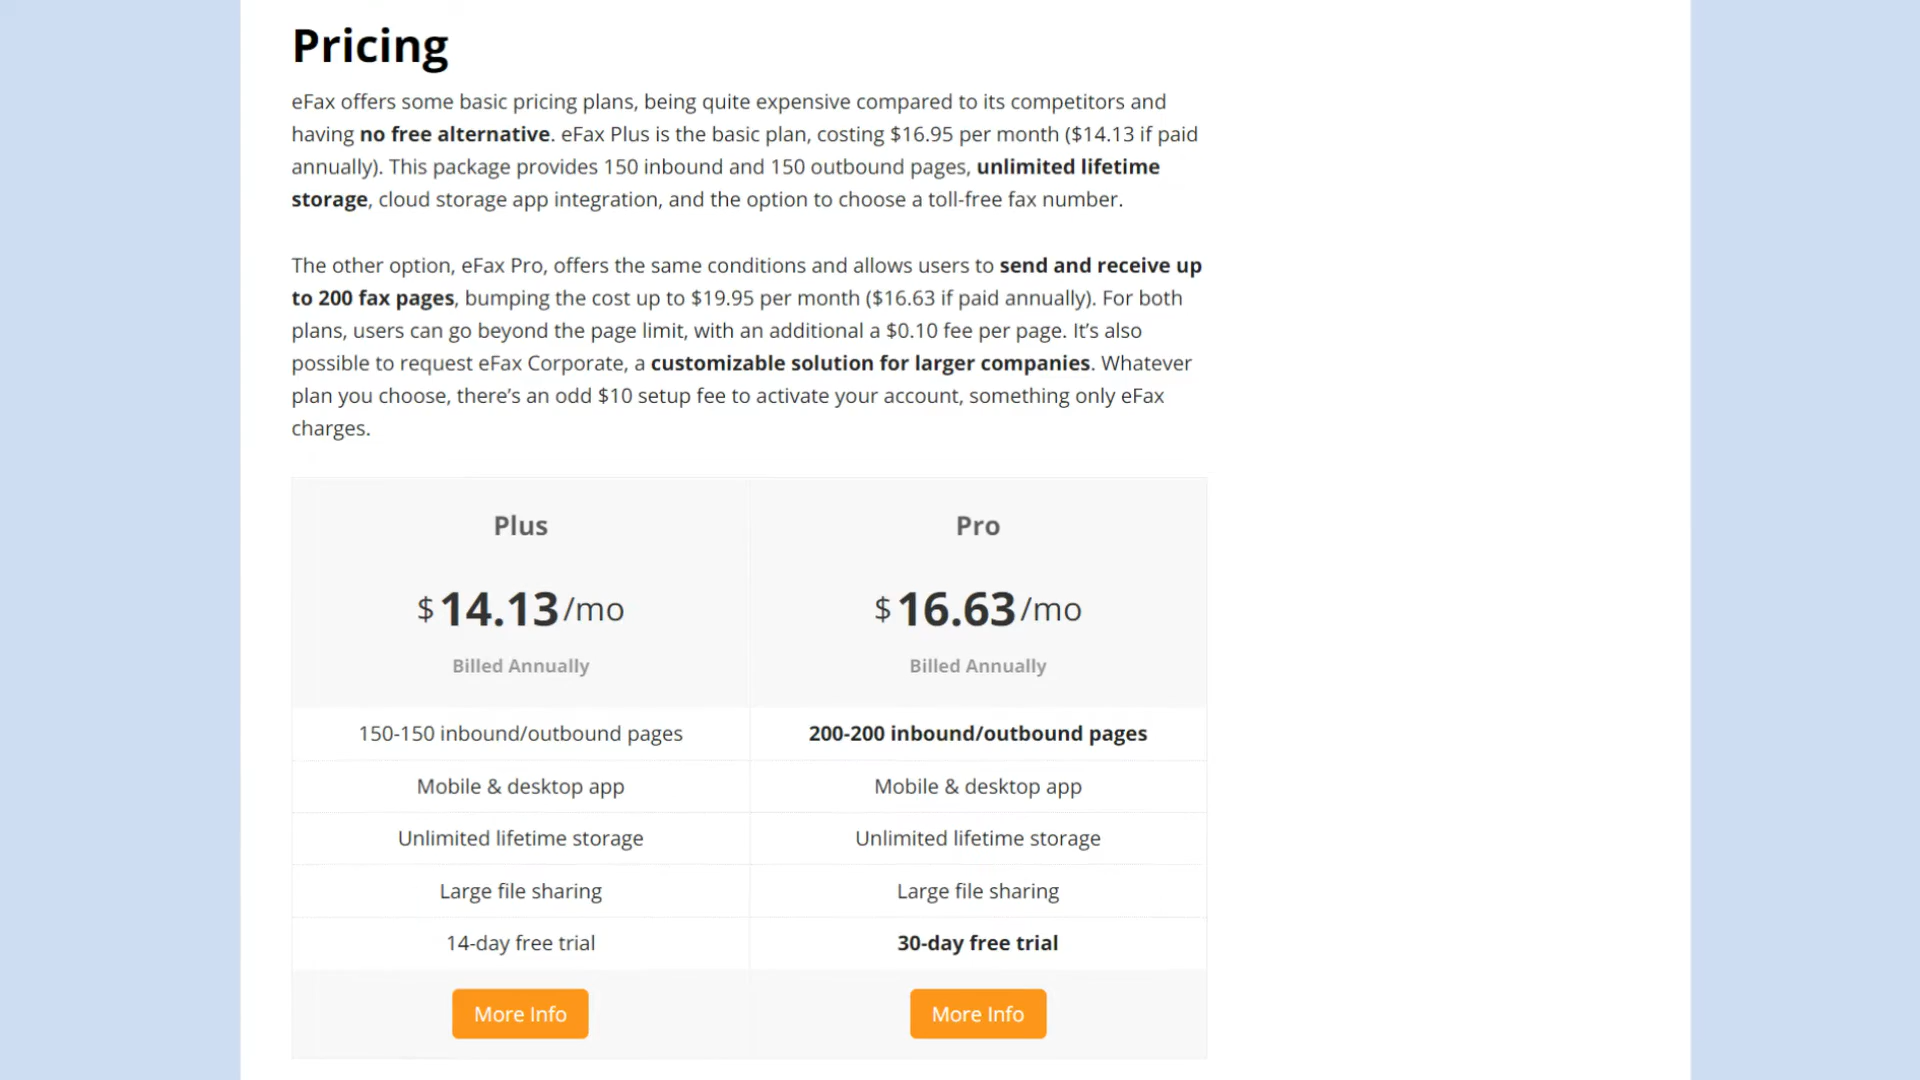 Pricing
eFax offers some basic pricing plans, being quite expensive compared to its competitors and
having no free alternative. eFax Plus is the basic plan, costing $16.95 per month ($14.13 if paid
annually). This package provides 150 inbound and 150 outbound pages, unlimited lifetime
storage, cloud storage app integration, and the option to choose a toll-free fax number.
The other option, eFax Pro, offers the same conditions and allows users to send and receive up
to 200 fax pages, bumping the cost up to $19.95 per month ($16.63 if paid annually). For both
plans, users can go beyond the page limit, with an additional a $0.10 fee per page. It’s also
possible to request eFax Corporate, a customizable solution for larger companies. Whatever
plan you choose, there’s an odd $10 setup fee to activate your account, something only eFax
charges.
Plus Pro
$14.13/mo $16.63/mo
Billed Annually Billed Annually
150-150 inbound/outbound pages 200-200 inbound/outbound pages
Mobile & desktop app Mobile & desktop app
Unlimited lifetime storage Unlimited lifetime storage
Large file sharing Large file sharing
14-day free trial 30-day free trial
More Info More Info